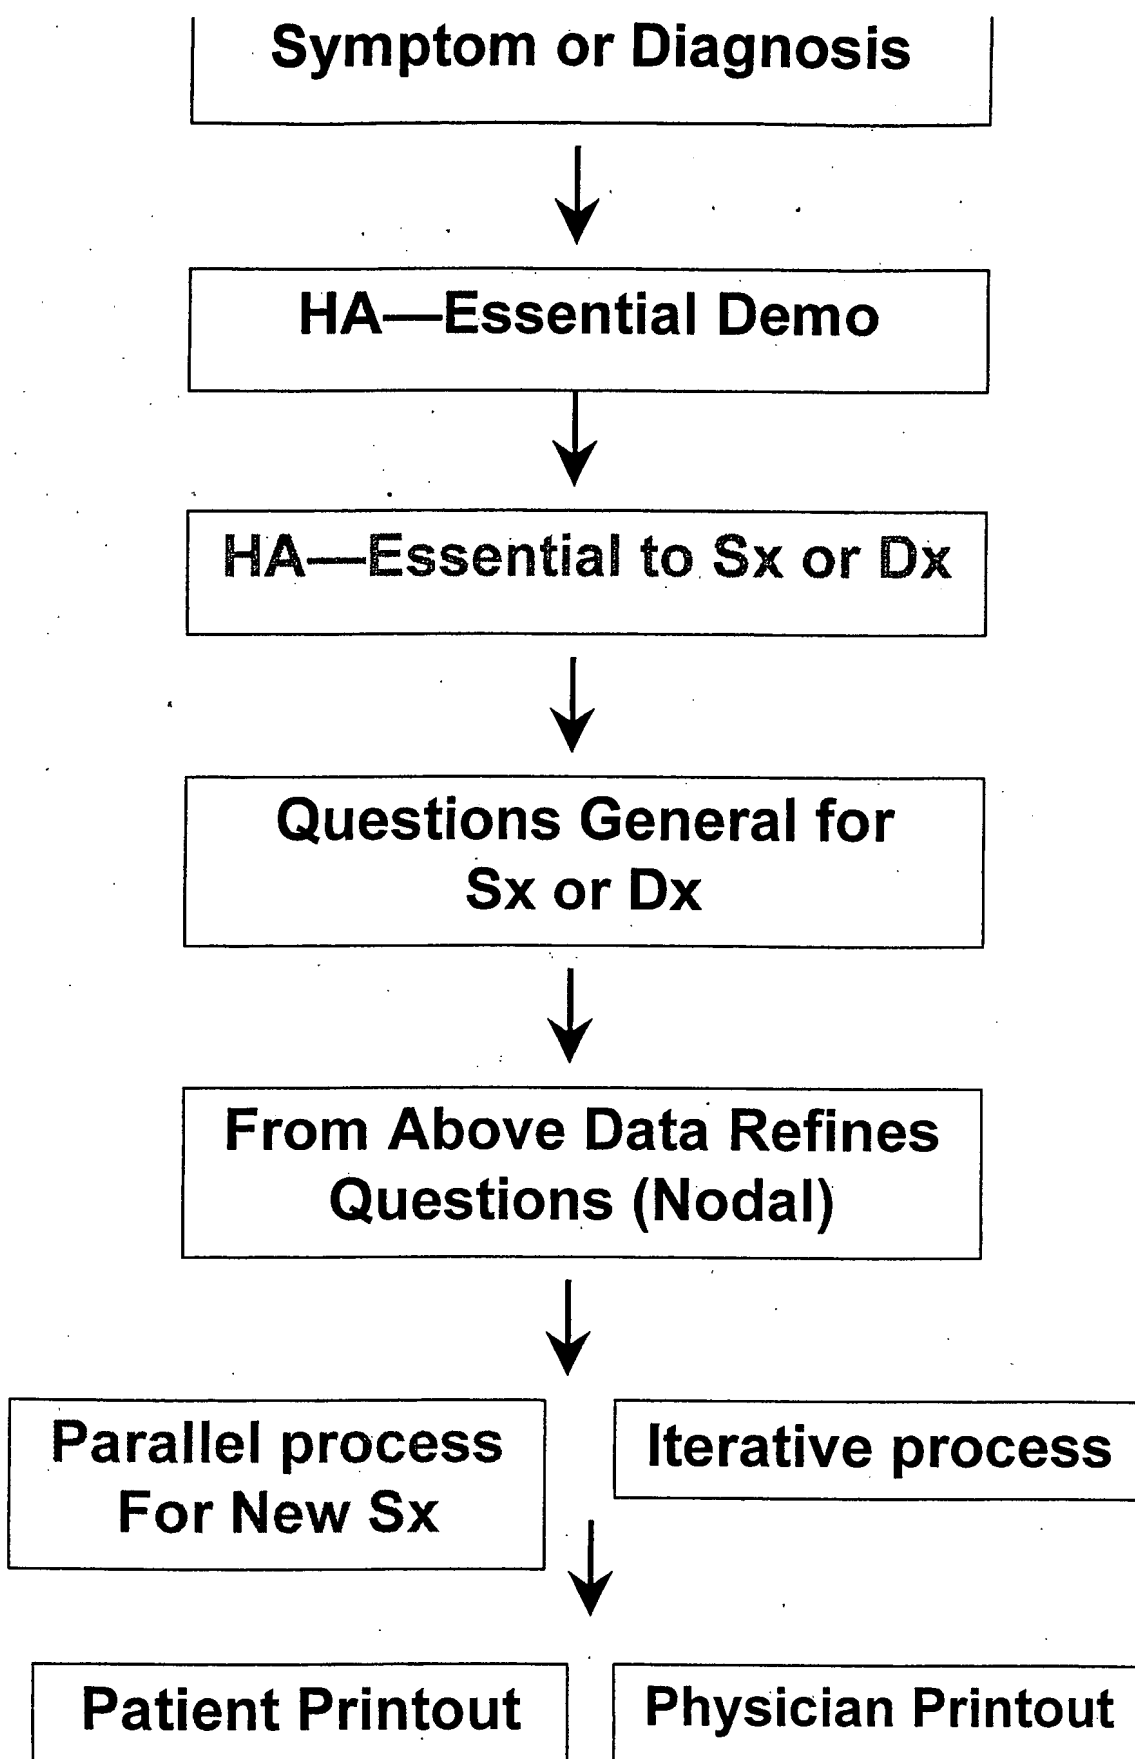 Symptom or Diagnosis
HA—Essential Demo
HA—Essential to Sx or Dx
Questions General for
Sx or Dx
From Above Data Refines
Questions (Nodal)
Parallel process
For New Sx
Iterative process
Patient Printout
Physician Printout